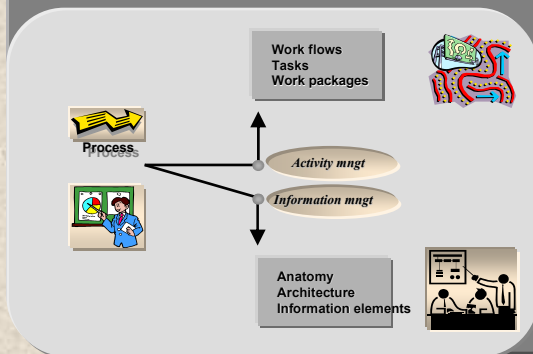 Work flows
Tasks
Work packages
Process
Activity mngt
Information mngt
Anatomy
Architecture
Information elements